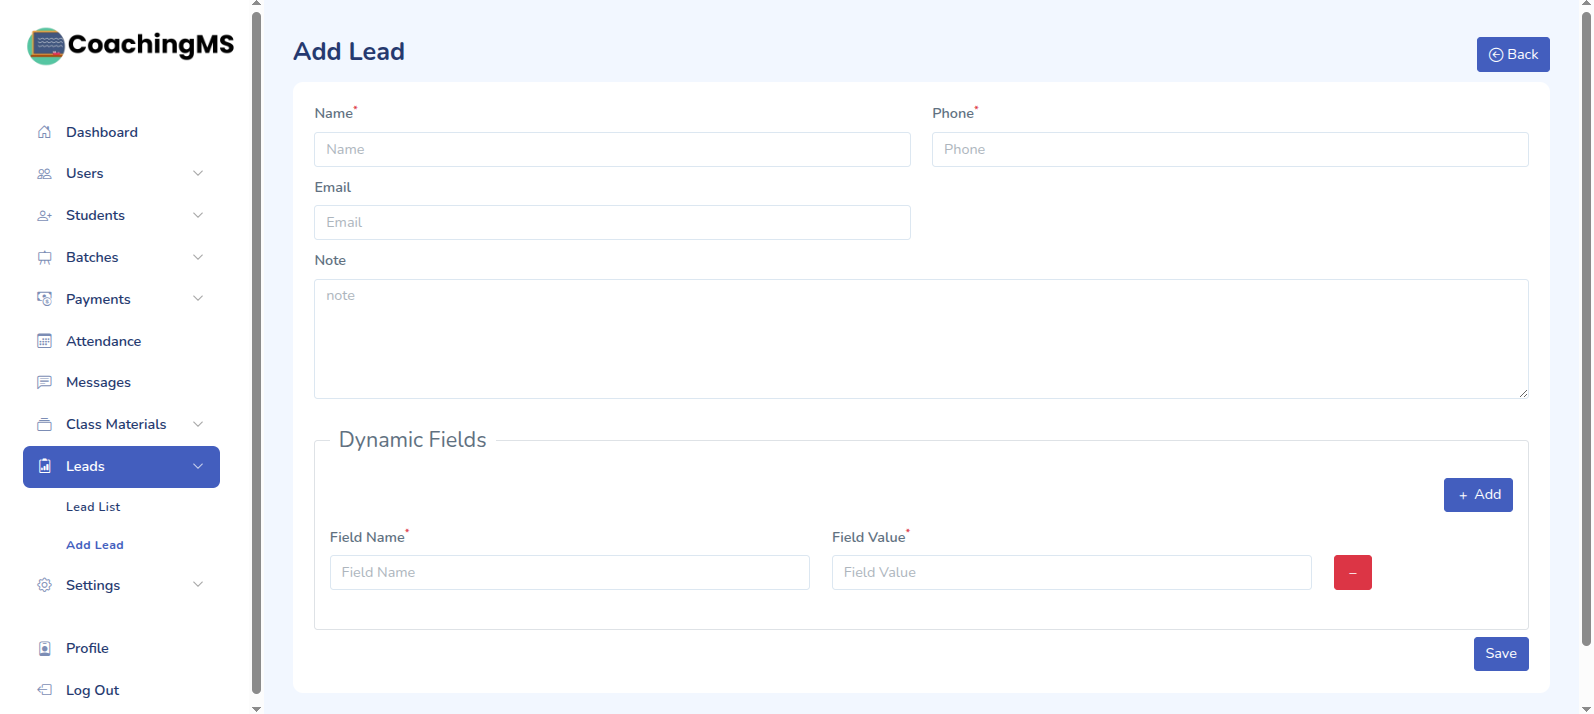 CoachingMS
Dashboard
Users
Students
Batches
Payments
Attendance
Messages
Class Materials
Leads
Lead List
Add Lead
Settings
Profile
Log Out
Add Lead
Back
Name*
Phone*
Name
Phone
Email
Email
Note
note
Dynamic Fields
+ Add
Field Name*
Field Value*
Field Name
Field Value
Save